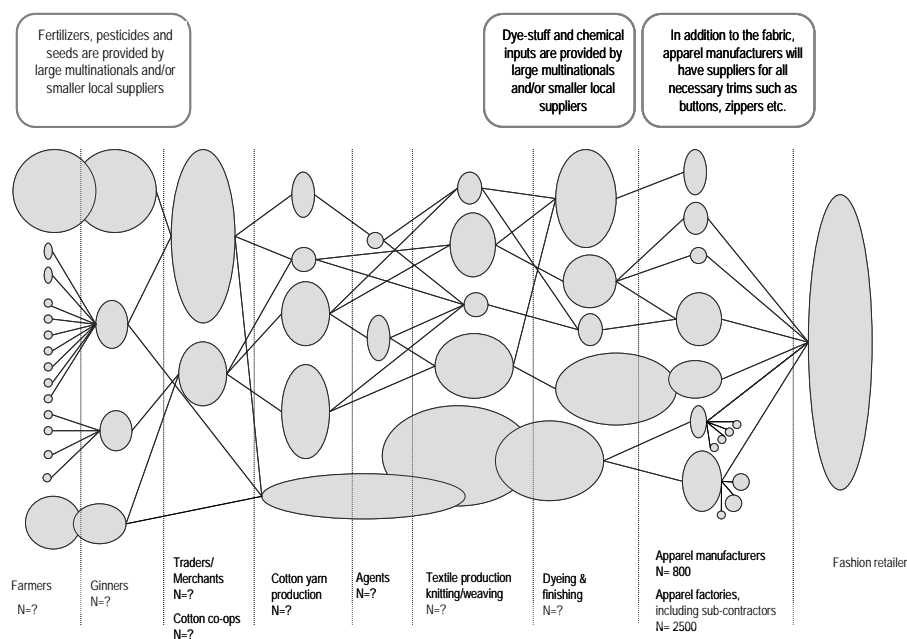 Fertilizers, pesticides and
seeds are provided by
large multinationals and/or
smaller local suppliers
Dye-stuff and chemical
inputs are provided by
large multinationals
and/or smaller local
suppliers
In addition to the fabric,
apparel manufacturers will
have suppliers for all
necessary trims such as
buttons, zippers etc.
Farmers
N=?
Ginners
N=?
Traders/
Merchants
N=?
Cotton co-ops
N=?
Cotton yarn
production
N=?
Agents
N=?
Textile production
knitting/weaving
N=?
Dyeing &
finishing
N=?
Apparel manufacturers
N= 800
Apparel factories,
including sub-contractors
N= 2500
Fashion retailer